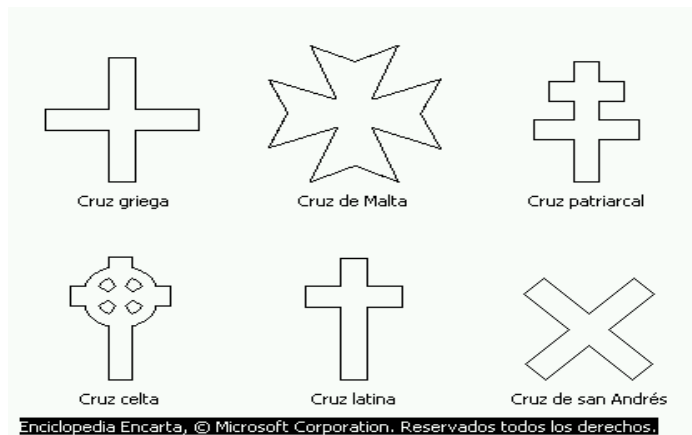 Cruz griega
Cruz de Malta
Cruz patriarcal
Cruz celta
Cruz latina
Cruz de san Andrés
Enciclopedia Encarta, © Microsoft Corporation. Reservados todos los derechos.